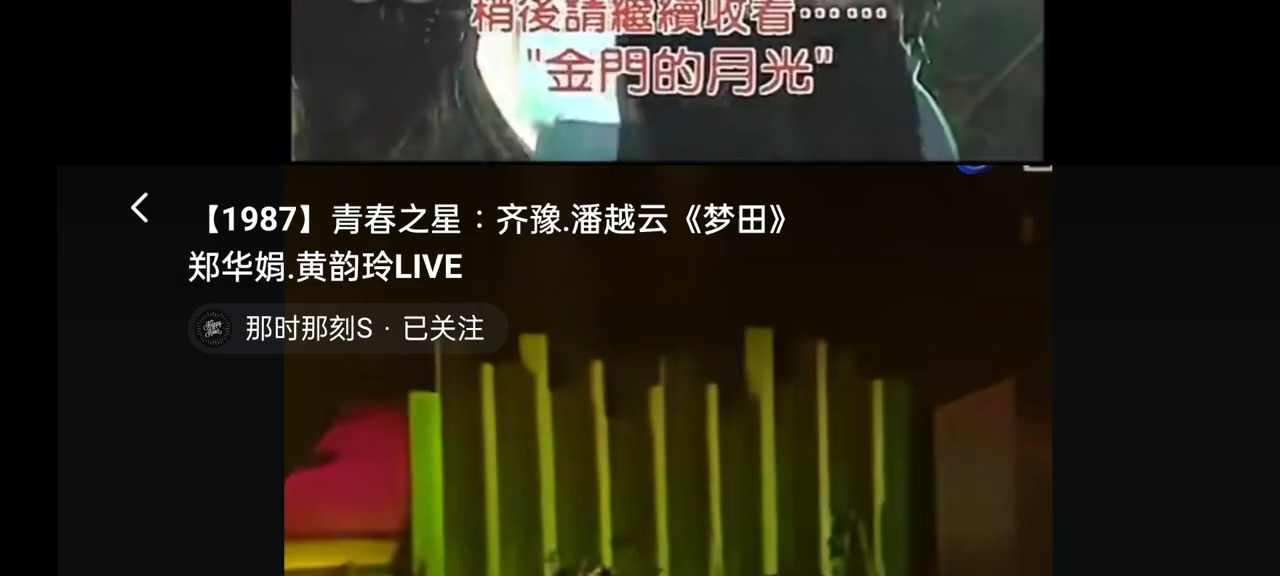 稍後請繼續收看……
"金門的月光"
【1987】青春之星：齐豫.潘越云《梦田》
郑华娟.黄韵玲LIVE
那时那刻S · 已关注